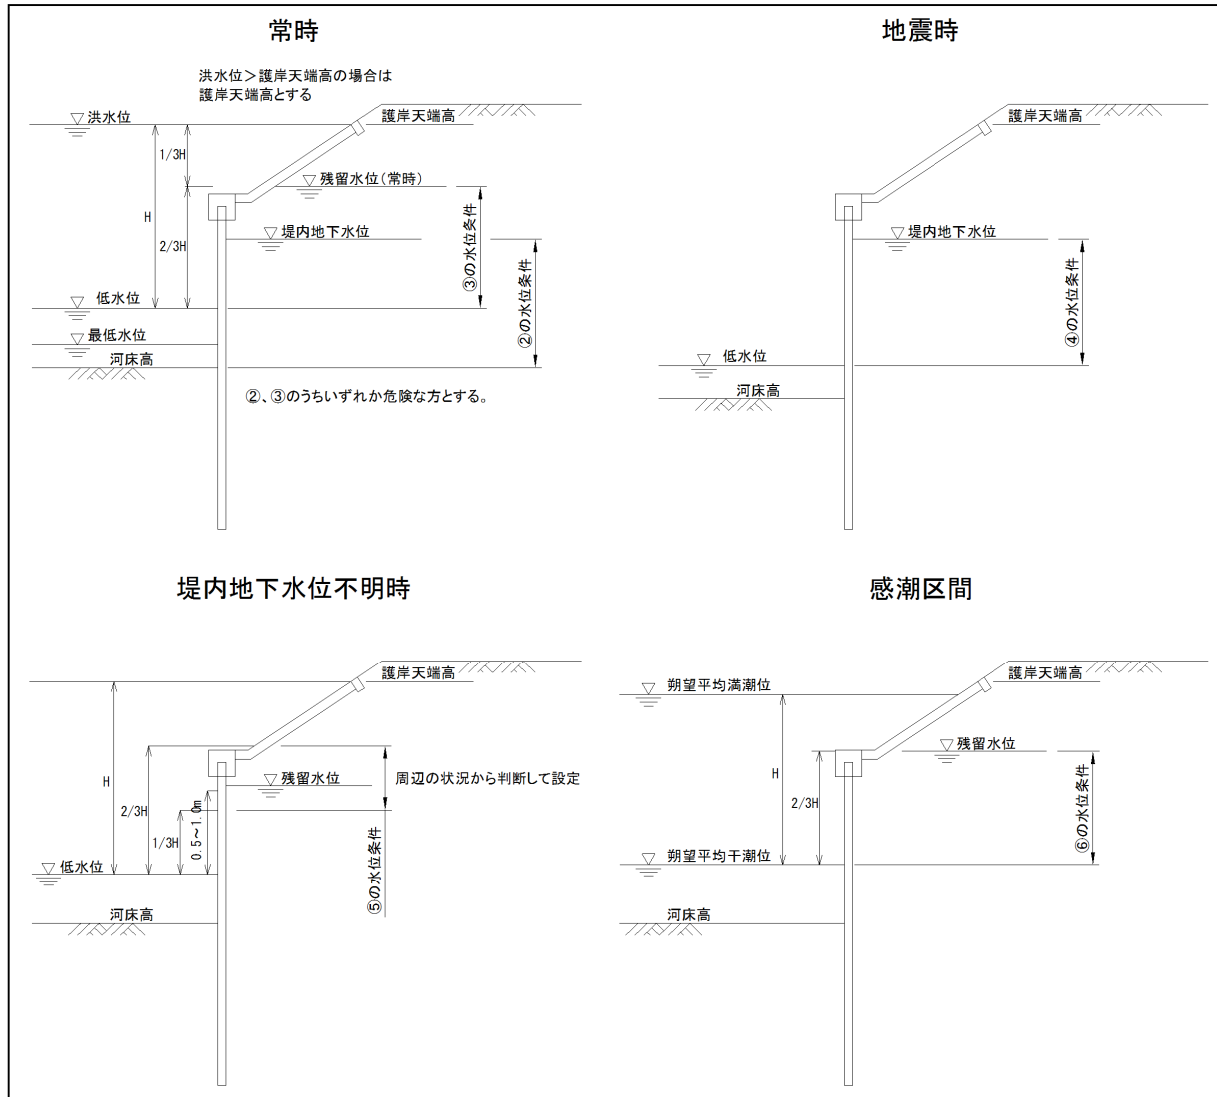 常時
洪水位＞護岸天端高の場合は
護岸天端高とする
洪水位
護岸天端高
1/3H
残留水位(常時)
H
2/3H
堤内地下水位
③の水位条件
②の水位条件
低水位
最低水位
河床高
②、③のうちいずれか危険な方とする。
地震時
護岸天端高
堤内地下水位
④の水位条件
低水位
河床高
堤内地下水位不明時
護岸天端高
H
2/3H
1/3H
0.5～1.0m
残留水位
周辺の状況から判断して設定
⑤の水位条件
低水位
河床高
感潮区間
護岸天端高
朔望平均満潮位
H
2/3H
残留水位
⑥の水位条件
朔望平均干潮位
河床高